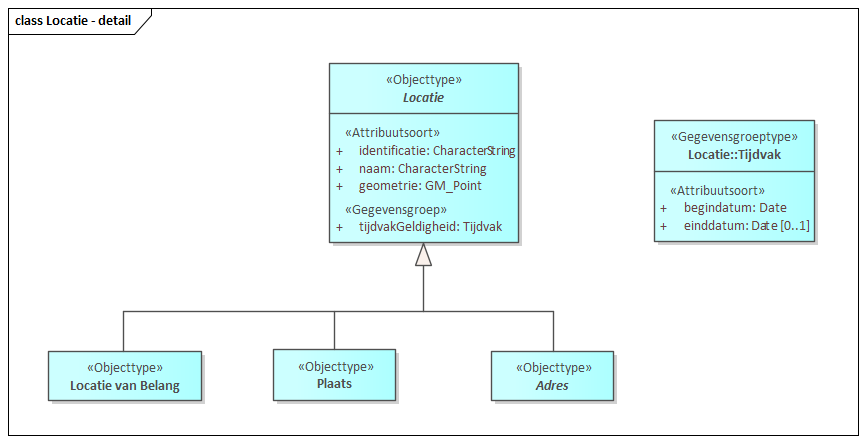 class Locatie - detail
«Objecttype»
Locatie
«Attribuutsoort»
+ identificatie: CharacterString
+ naam: CharacterString
+ geometrie: GM_Point
«Gegevensgroep»
+ tijdvakGeldigheid: Tijdvak
«Gegevensgroeptype»
Locatie::Tijdvak
«Attribuutsoort»
+ begindatum: Date
+ einddatum: Date [0..1]
«Objecttype»
Locatie van Belang
«Objecttype»
Plaats
«Objecttype»
Adres